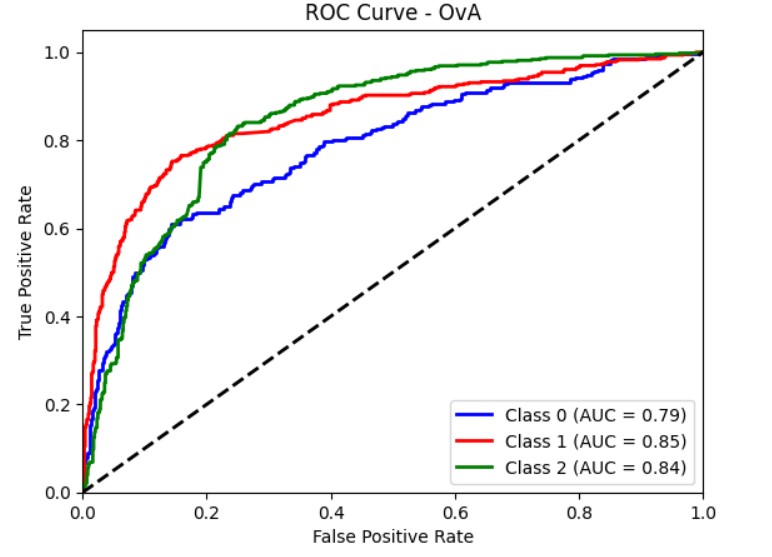 ROC Curve - OvA
True Positive Rate
1.0
0.8
0.6
0.4
0.2
0.0
0.0 0.2 0.4 0.6 0.8 1.0
False Positive Rate
Class 0 (AUC = 0.79)
Class 1 (AUC = 0.85)
Class 2 (AUC = 0.84)